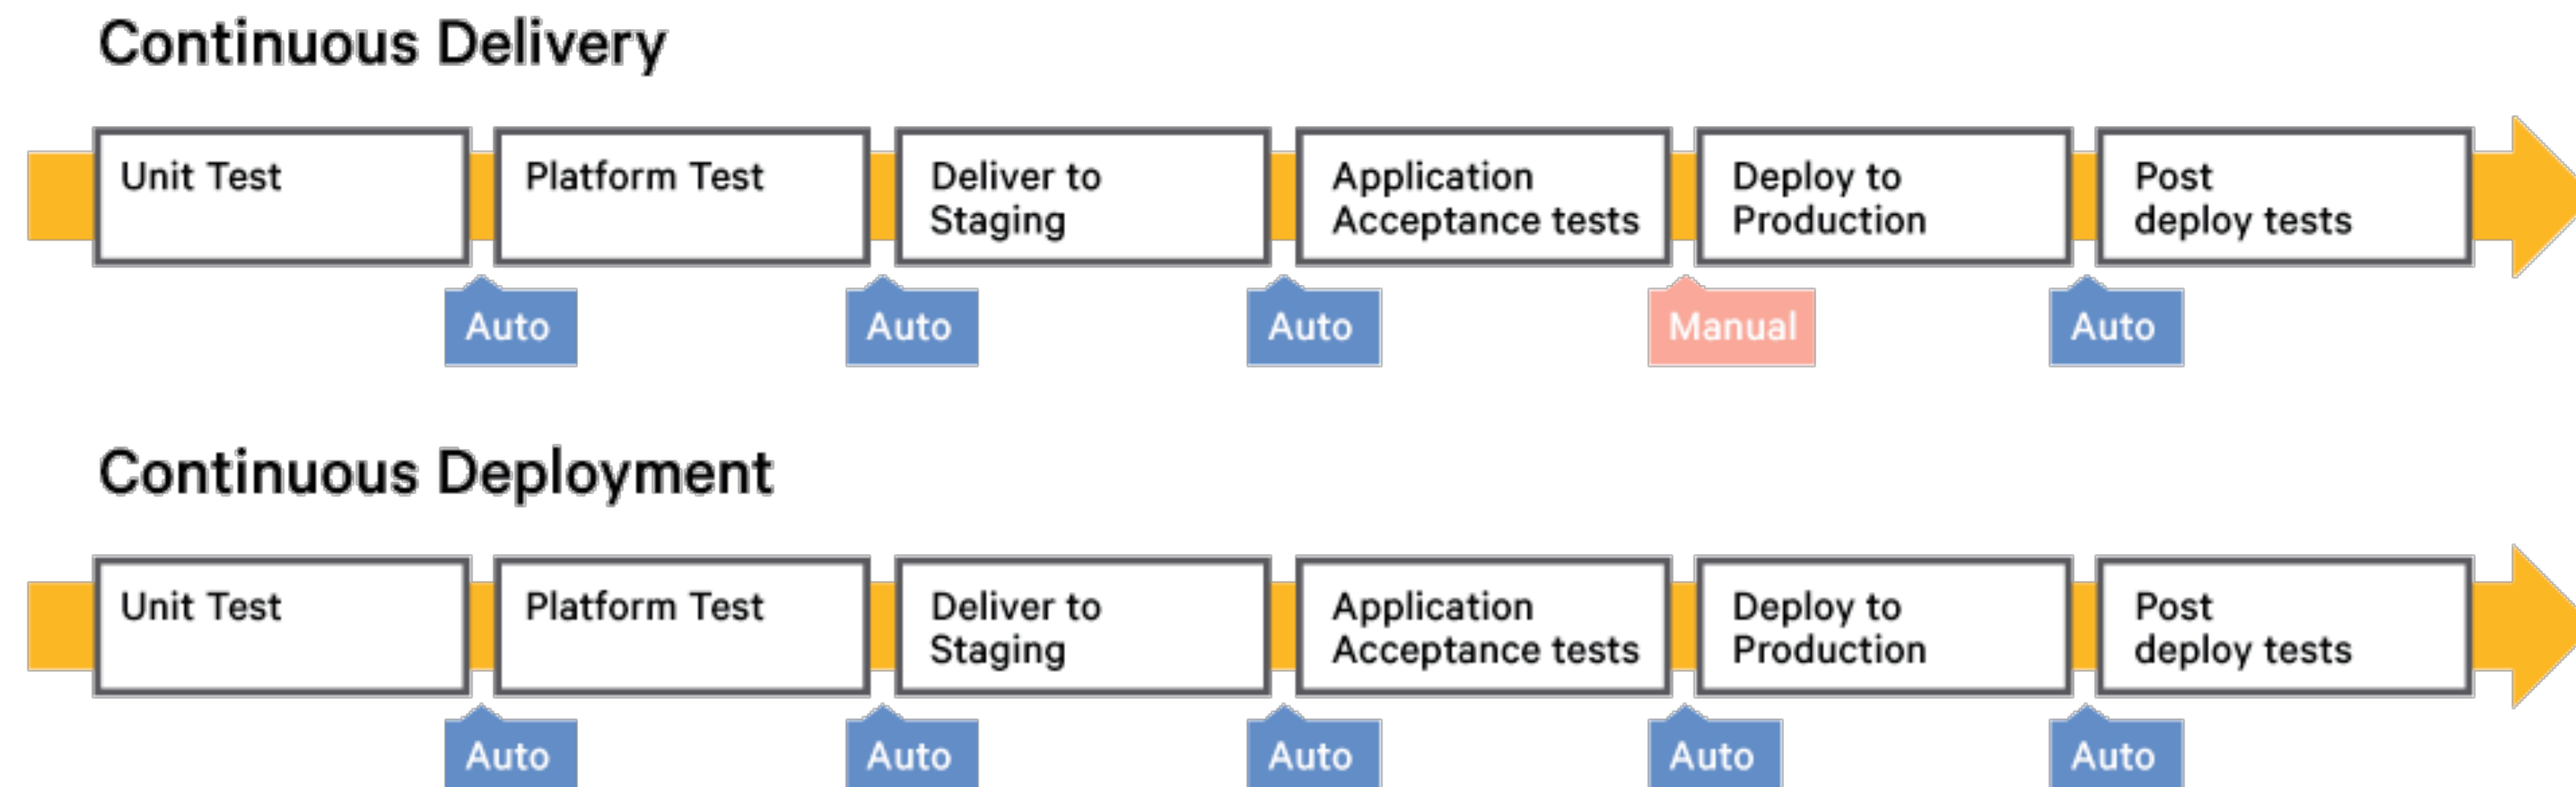 Continuous Delivery
Unit Test
Platform Test
Deliver to
Staging
Application
Acceptance tests
Deploy to
Production
Post
deploy tests
Auto
Auto
Auto
Manual
Auto
Continuous Deployment
Unit Test
Platform Test
Deliver to
Staging
Application
Acceptance tests
Deploy to
Production
Post
deploy tests
Auto
Auto
Auto
Auto
Auto